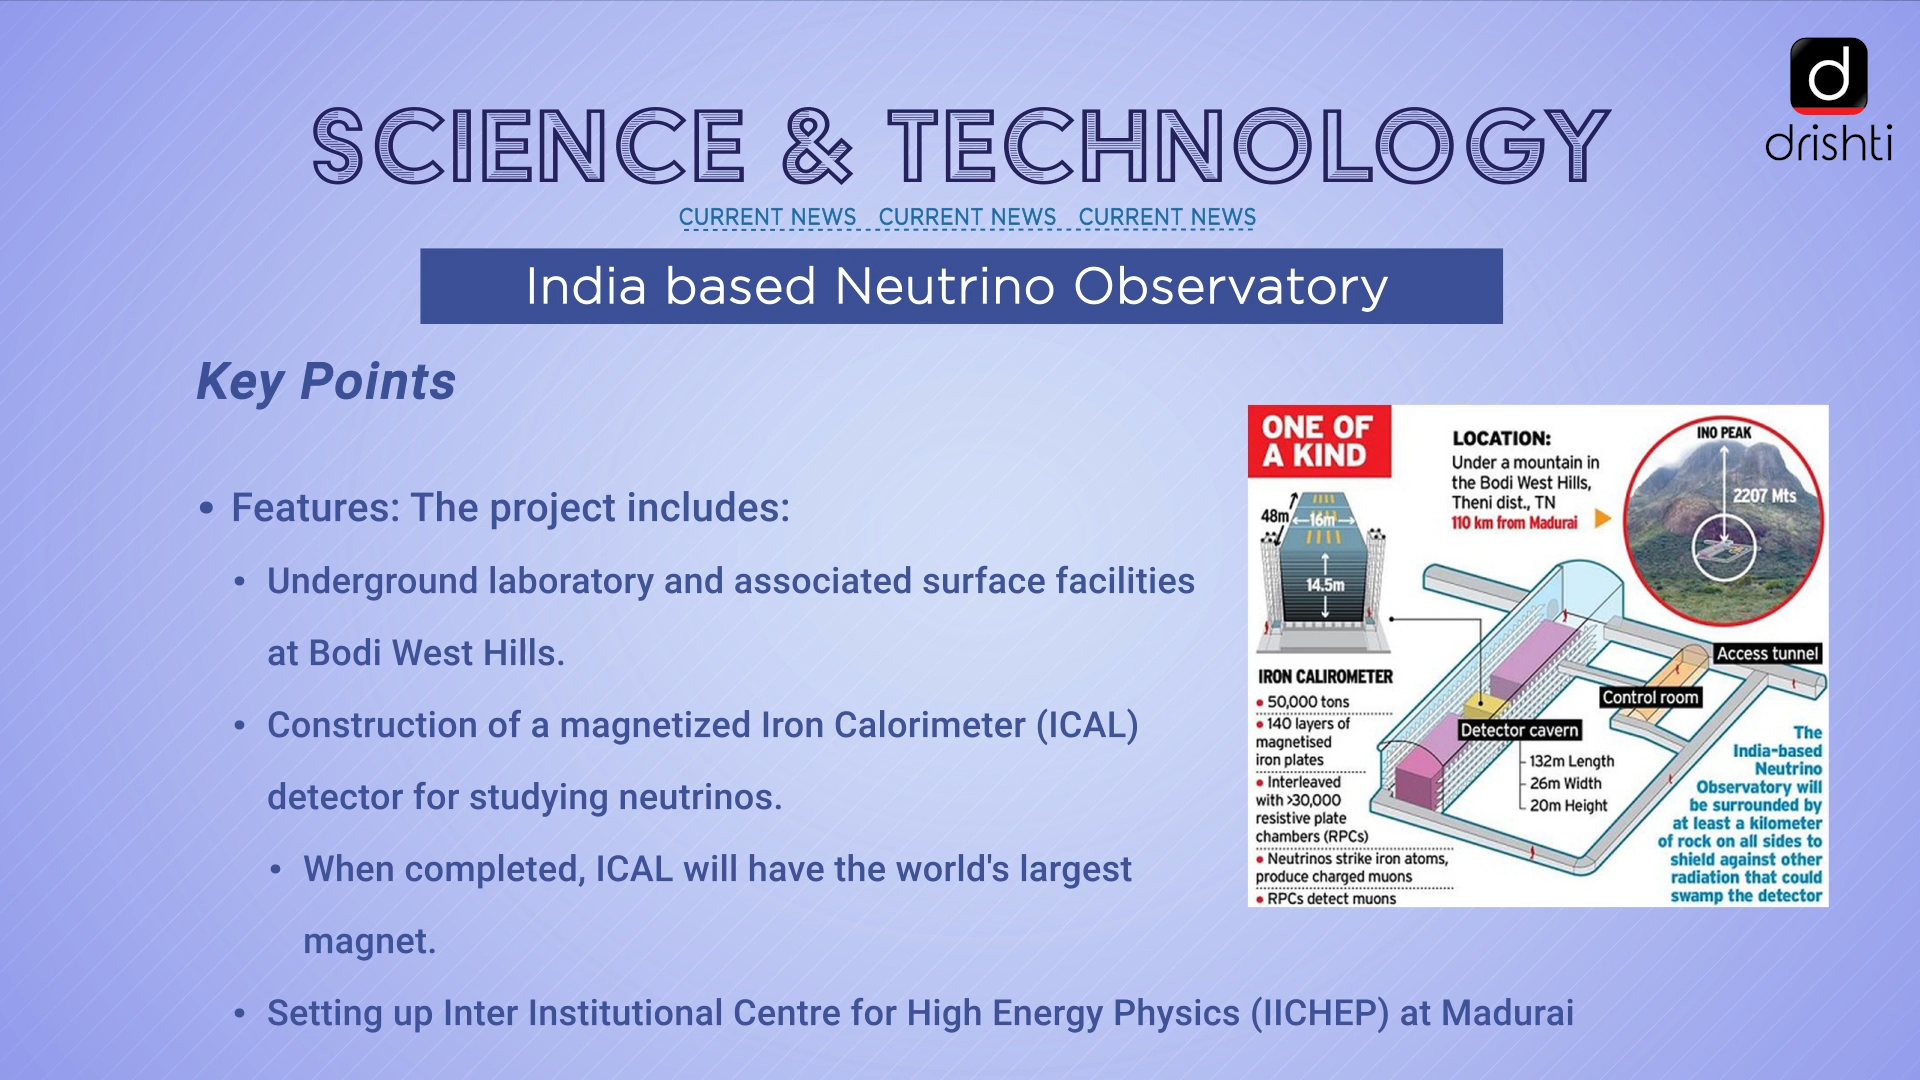 d
drishti
SCIENCE & TECHNOLOGY
CURRENT NEWS CURRENT NEWS CURRENT NEWS
India based Neutrino Observatory
Key Points
• Features: The project includes:
• Underground laboratory and associated surface facilities
at Bodi West Hills.
• Construction of a magnetized Iron Calorimeter (ICAL)
detector for studying neutrinos.
• When completed, ICAL will have the world's largest
magnet.
• Setting up Inter Institutional Centre for High Energy Physics (IICHEP) at Madurai
ONE OF
A KIND
48m
16m
14.5m
LOCATION:
Under a mountain in
the Bodi West Hills,
Theni dist., TN
110 km from Madurai
INO PEAK
2207 Mts
IRON CALIROMETER
• 50,000 tons
• 140 layers of
magnetised
iron plates
• Interleaved
with >30,000
resistive plate
chambers (RPCs)
• Neutrinos strike iron atoms,
produce charged muons
• RPCs detect muons
Access tunnel
Control room
Detector cavern
132m Length
26m Width
20m Height
The
India-based
Neutrino
Observatory will
be surrounded by
at least a kilometer
of rock on all sides to
shield against other
radiation that could
swamp the detector